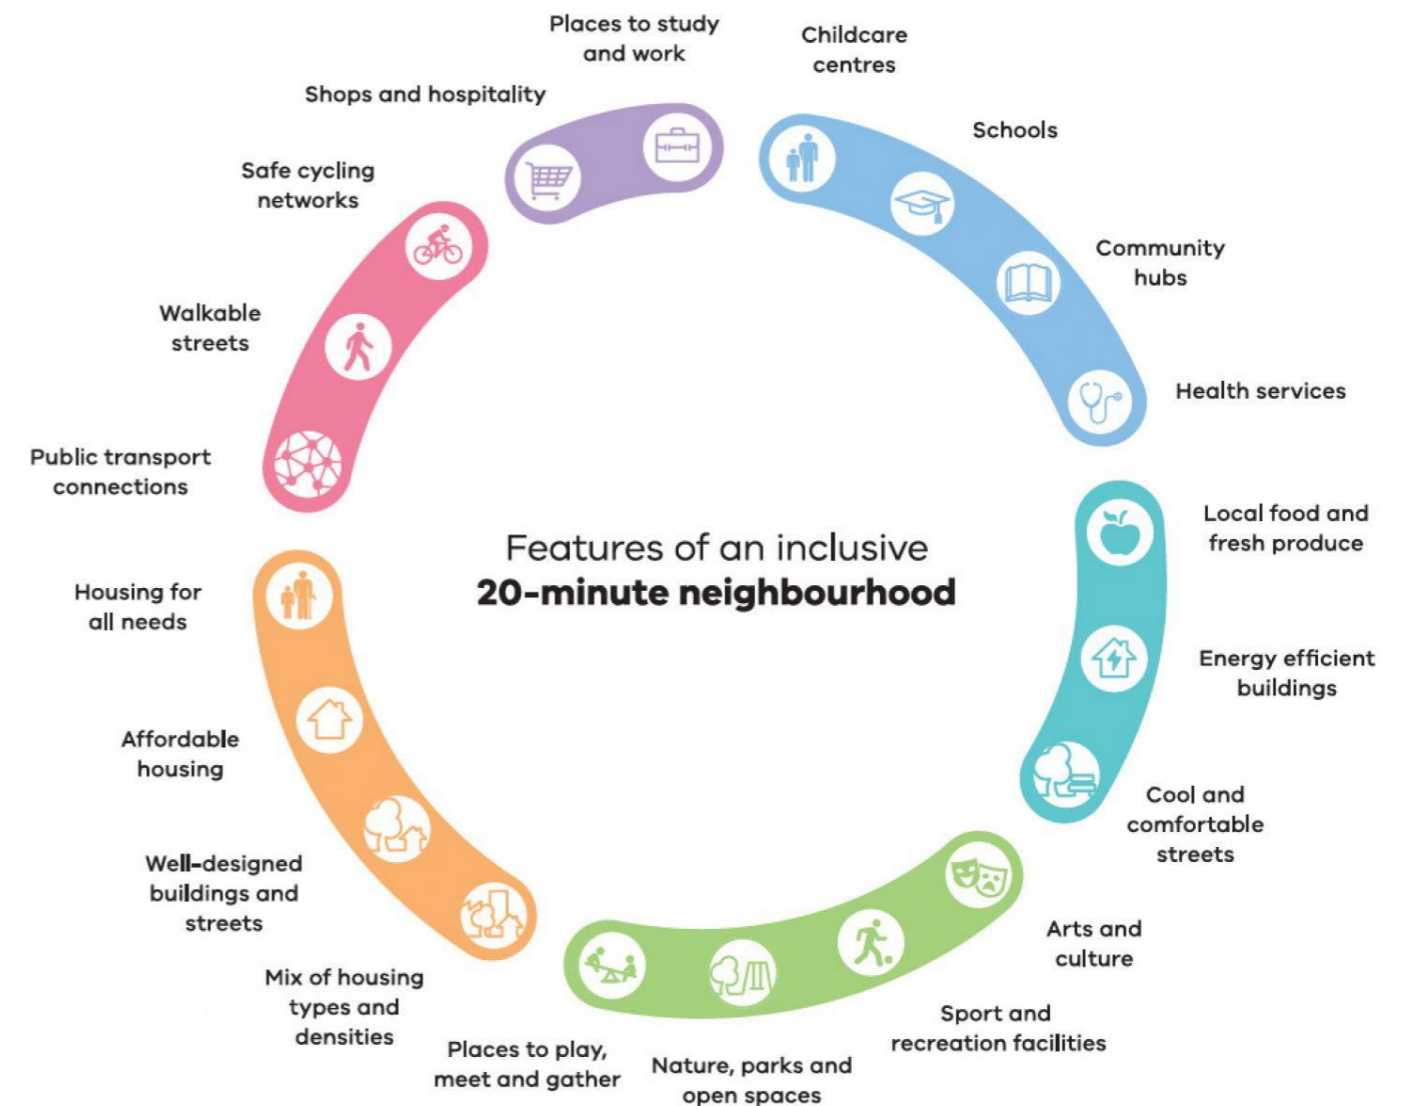 Features of an inclusive
20-minute neighbourhood
Places to study
and work
Childcare
centres
Schools
Community
hubs
Health services
Local food and
fresh produce
Energy efficient
buildings
Cool and
comfortable
streets
Arts and
culture
Sport and
recreation facilities
Nature, parks and
open spaces
Places to play,
meet and gather
Mix of housing
types and
densities
Well-designed
buildings and
streets
Affordable
housing
Housing for
all needs
Public transport
connections
Walkable
streets
Safe cycling
networks
Shops and hospitality